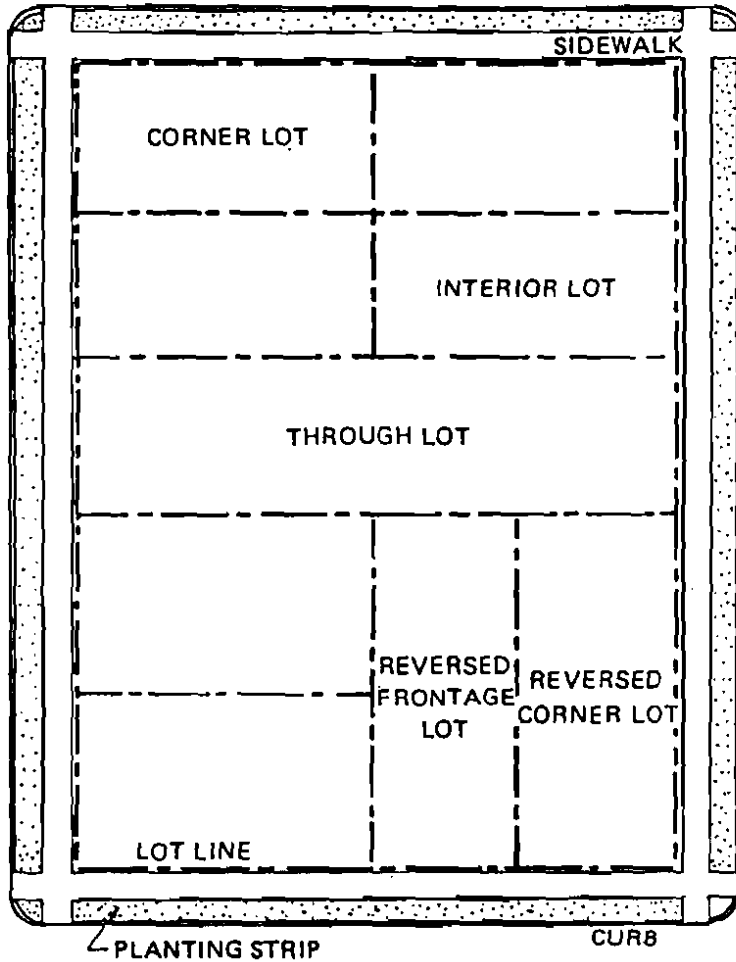 SIDEWALK
CORNER LOT
INTERIOR LOT
THROUGH LOT
REVERSED
FRONTAGE
LOT
REVERSED
CORNER LOT
LOT LINE
PLANTING STRIP
CURB